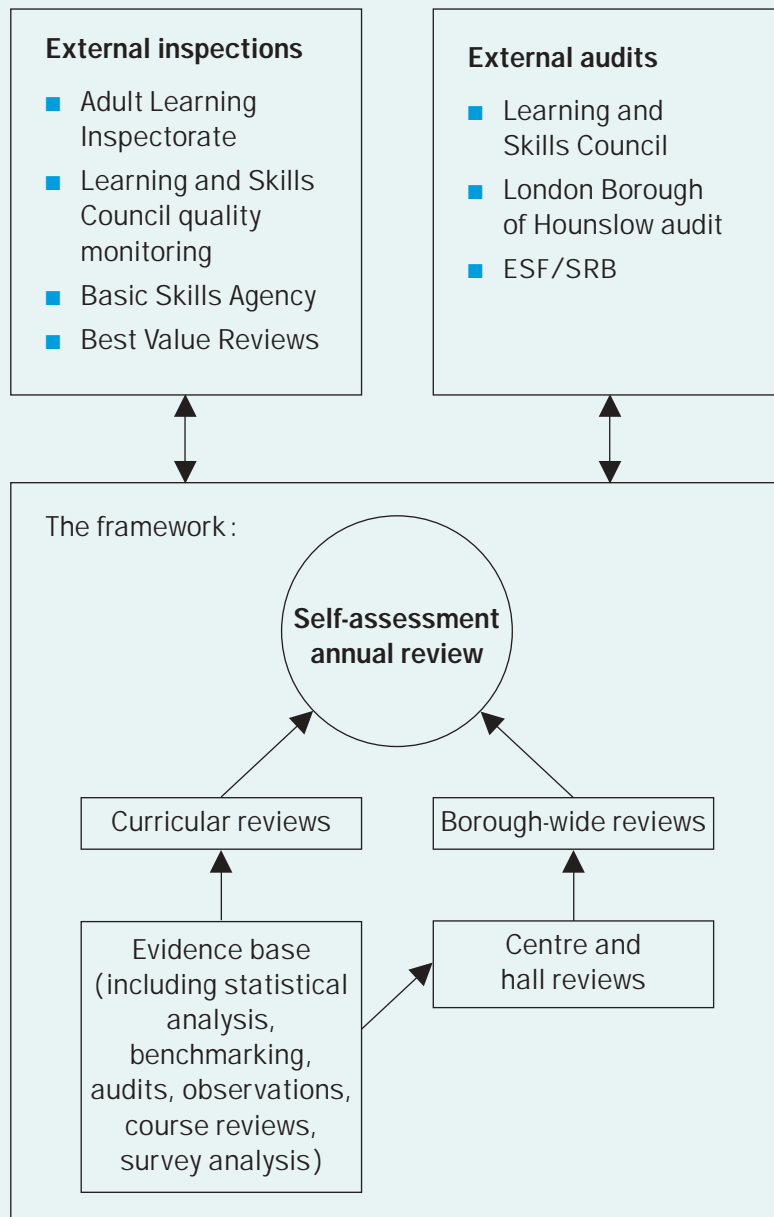 External inspections
Adult Learning
Inspectorate
Learning and Skills
Council quality
monitoring
Basic Skills Agency
Best Value Reviews
External audits
Learning and
Skills Council
London Borough
of Hounslow audit
ESF/SRB
The framework:
Self-assessment
annual review
Curricular reviews
Borough-wide reviews
Evidence base
(including statistical
analysis,
benchmarking,
audits, observations,
course reviews,
survey analysis)
Centre and
hall reviews